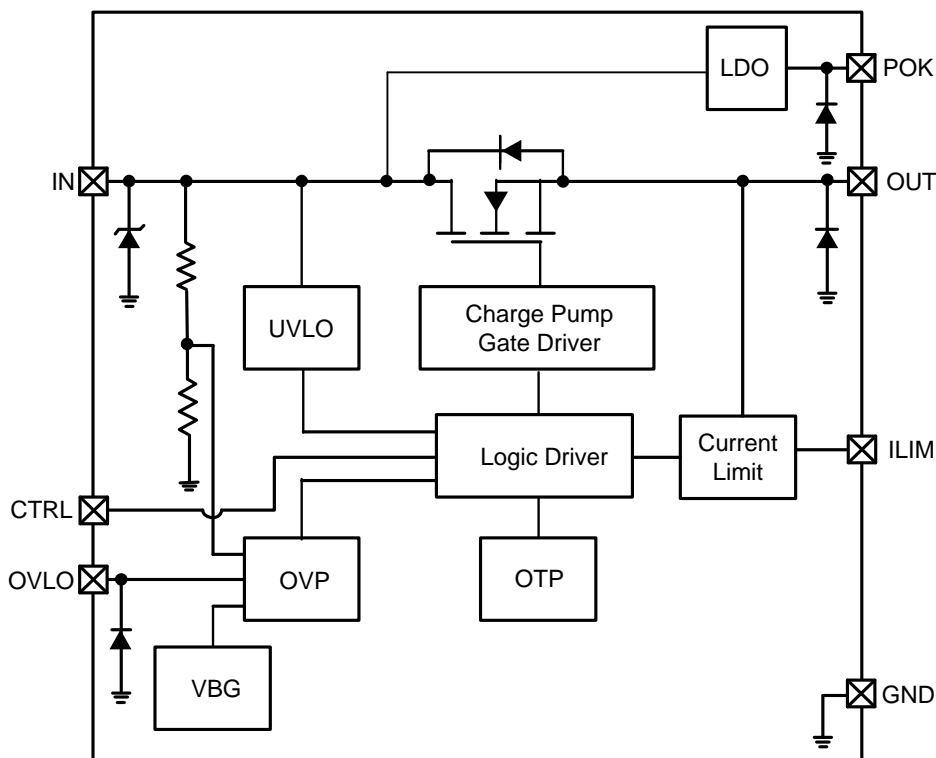 LDO
POK
IN
OUT
UVLO
Charge Pump
Gate Driver
Logic Driver
Current
Limit
ILIM
CTRL
OVLO
OVP
OTP
VBG
GND